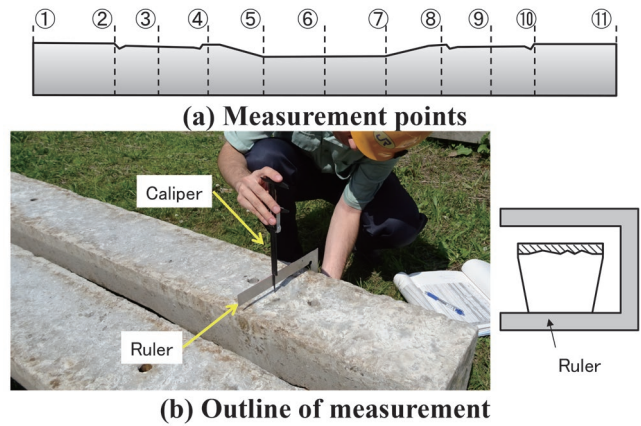 ① ② ③ ④ ⑤ ⑥ ⑦ ⑧ ⑨ ⑩ ⑪
(a) Measurement points
Caliper
Ruler
Ruler
(b) Outline of measurement